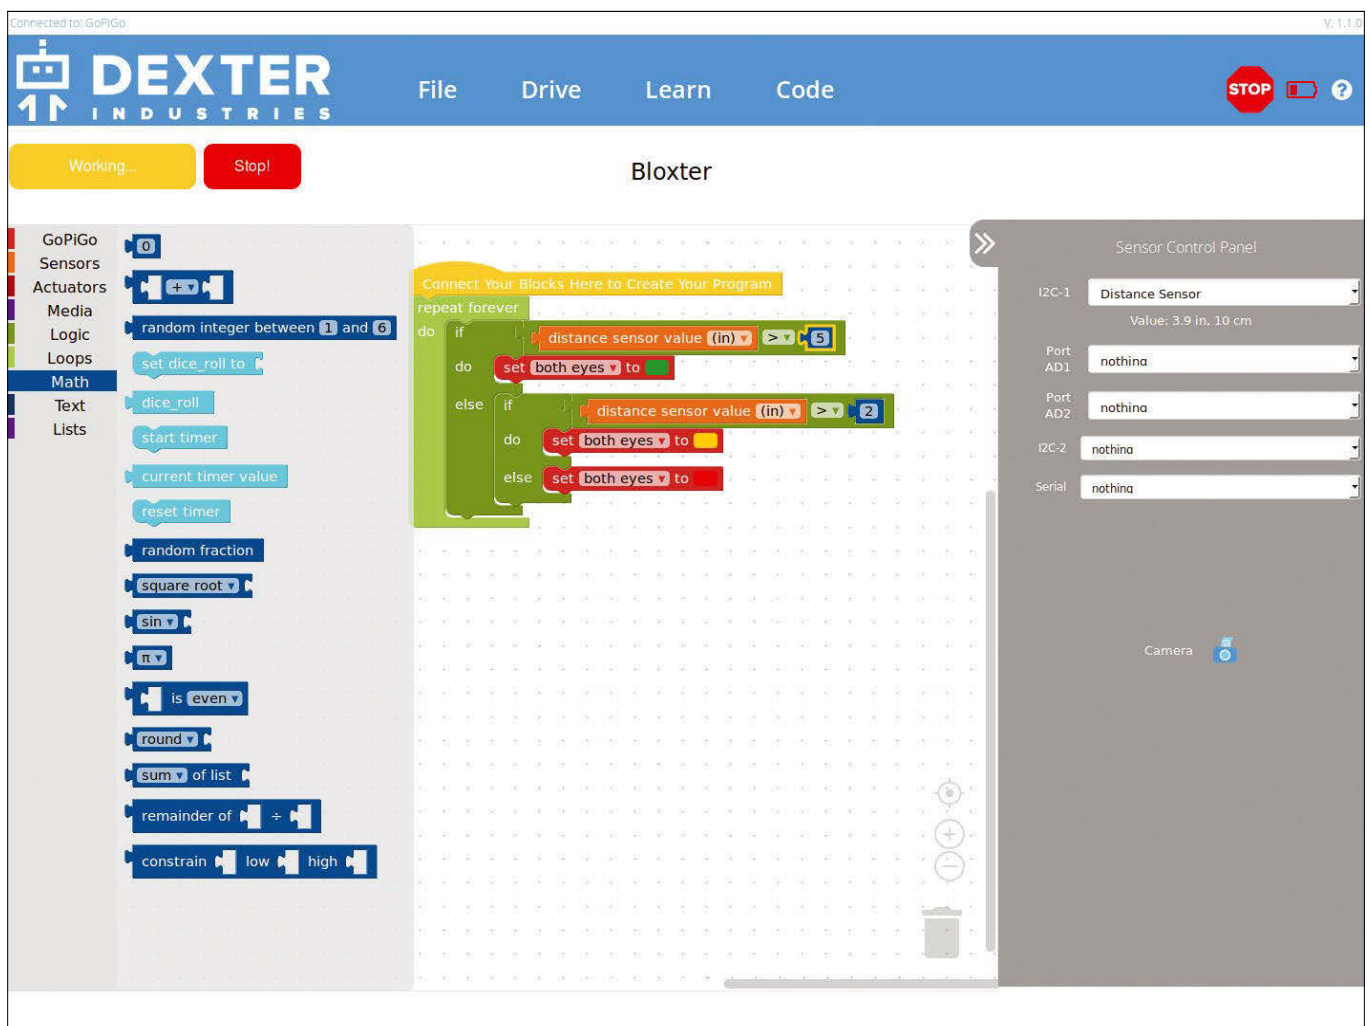 Connected to: GoPiGo
V. 1.1.0
DEXTER
INDUSTRIES
File Drive Learn Code
STOP
?
Working...
Stop!
Bloxter
GoPiGo
Sensors
Actuators
Media
Logic
Loops
Math
Text
Lists
0
+
random integer between 1 and 6
set dice_roll to
dice_roll
start timer
current timer value
reset timer
random fraction
square root
sin
π
is even
round
sum of list
remainder of ÷
constrain low high
Connect Your Blocks Here to Create Your Program
repeat forever
do if distance sensor value (in) > 5
do set both eyes to
else if distance sensor value (in) > 2
do set both eyes to
else set both eyes to
Sensor Control Panel
I2C-1 Distance Sensor
Value: 3.9 in, 10 cm
Port
AD1 nothing
Port
AD2 nothing
I2C-2 nothing
Serial nothing
Camera